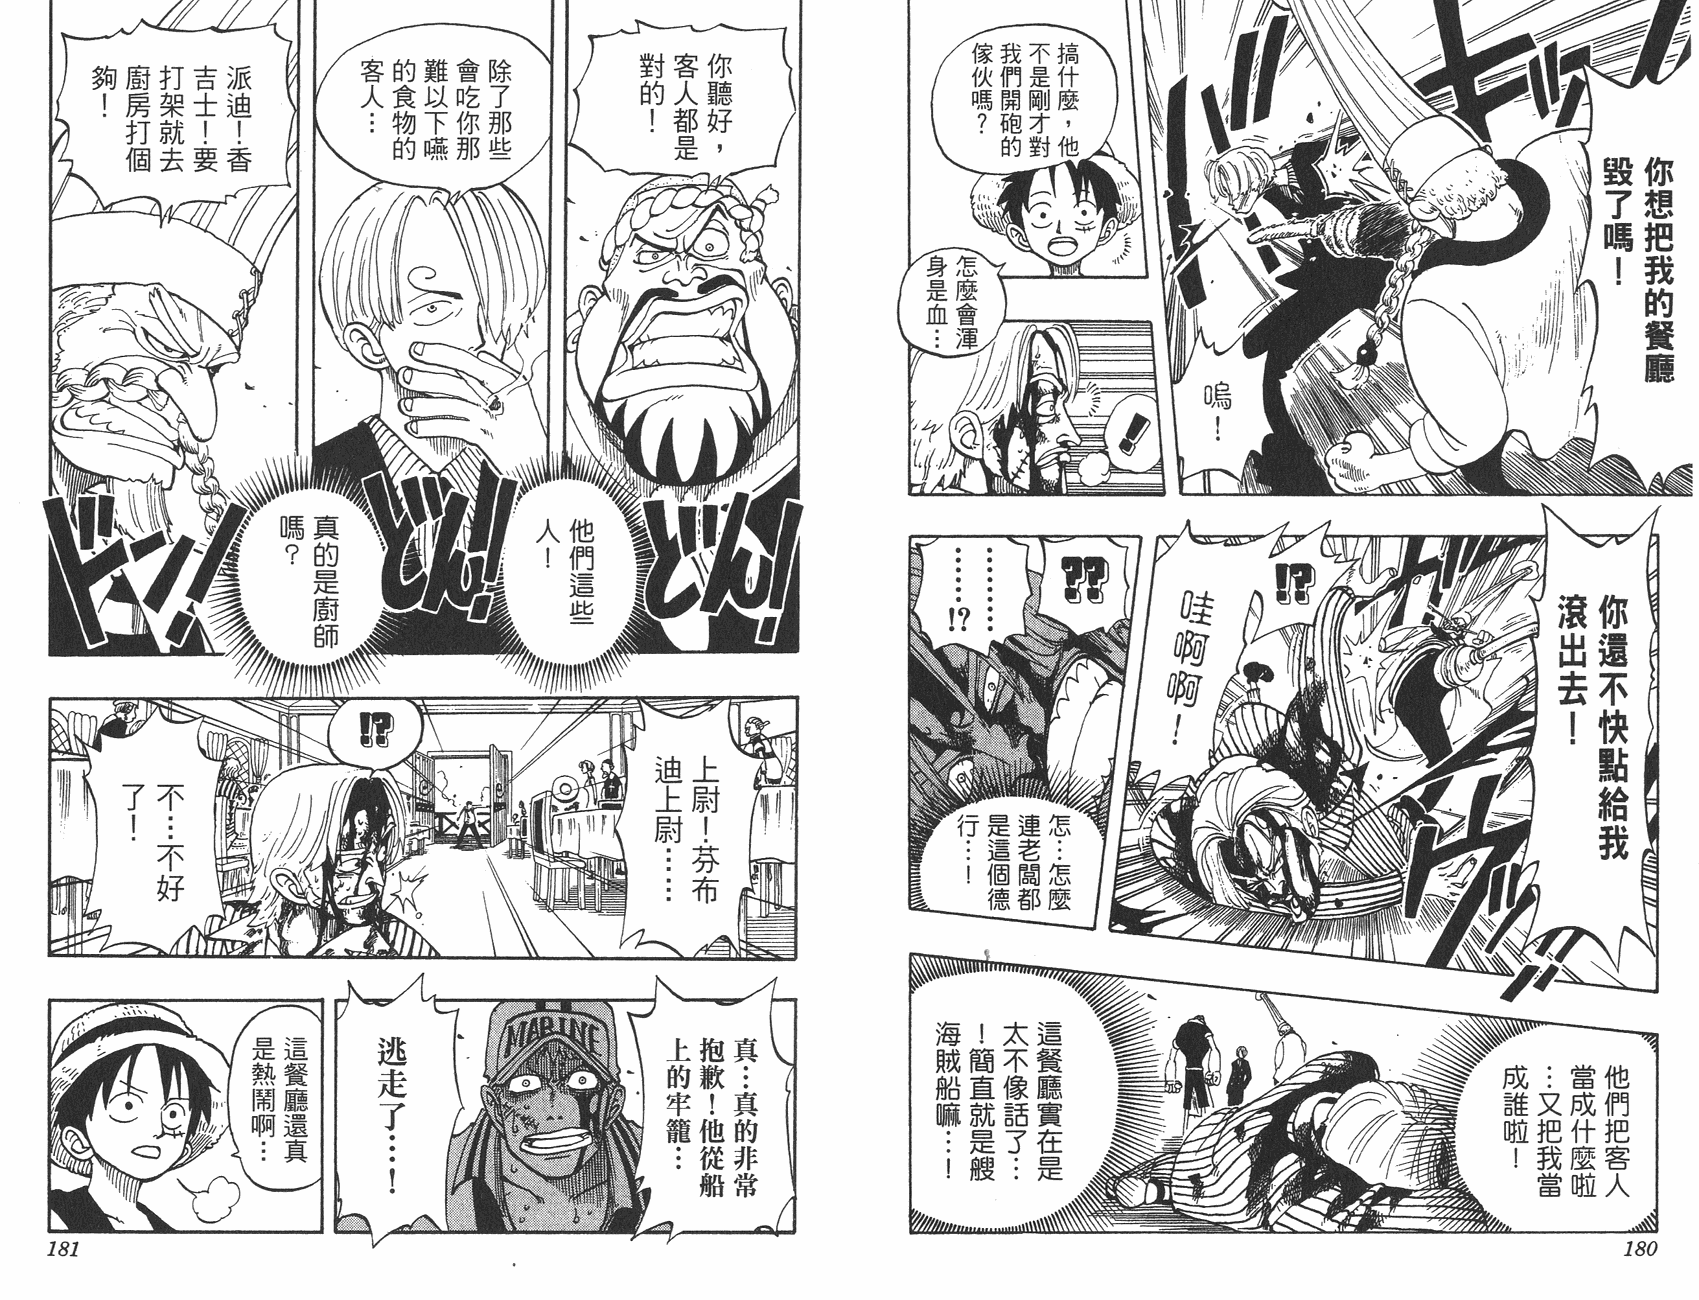 你想把我的餐廳
毀了嗎！
嗚！
搞什麼，他
不是剛才對
我們開砲的
傢伙嗎？
怎麼會渾
身是血…
！
你還不快點給我
滾出去！
！？
哇啊啊！
？？
………
……！？
怎…怎麼
連老闆都
是這個德
行…！
他們把客人
當成什麼啦
…又把我當
成誰啦！
這餐廳實在是
太不像話了…
！簡直就是艘
海賊船嘛…！
180
你聽好，
客人都是
對的！
除了那些
會吃你那
難以下嚥
的食物的
客人…
派迪！香
吉士！要
打架就去
廚房打個
夠！
どん！！
どん！！
ドン！！
他們這些
人！
真的是廚師
嗎？
上尉！芬布
迪上尉……
！？
不…不好
了！
MARINE
真…真的非常
抱歉！他從船
上的牢籠…
逃走了…！
這餐廳還真
是熱鬧啊…
181